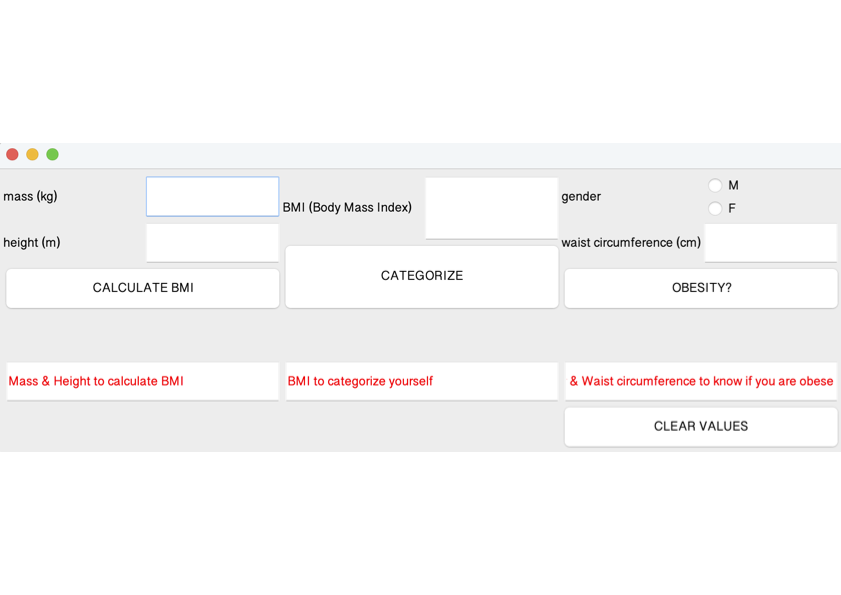 mass (kg)
BMI (Body Mass Index)
gender
M
F
height (m)
waist circumference (cm)
CALCULATE BMI
CATEGORIZE
OBESITY?
Mass & Height to calculate BMI
BMI to categorize yourself
& Waist circumference to know if you are obese
CLEAR VALUES